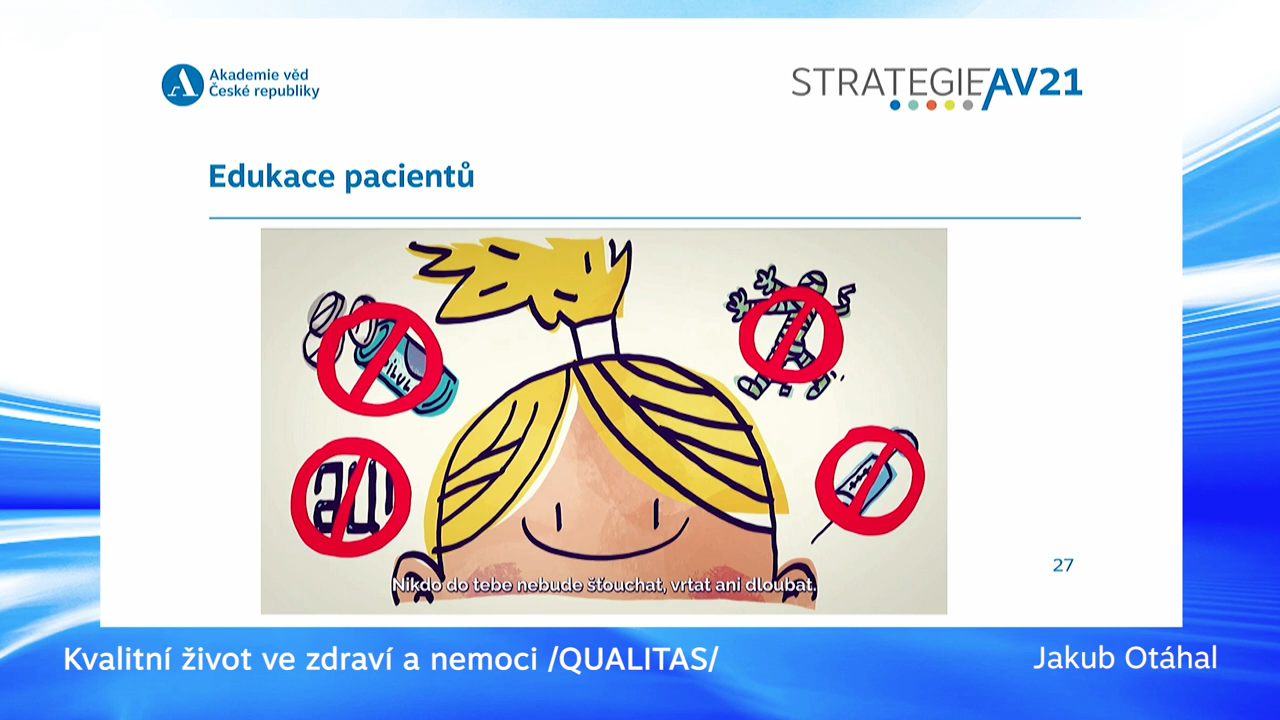 Akademie věd
České republiky
STRATEGIE/AV21
Edukace pacientů
au!
Nikdo do tebe nebude šťouchat, vrtat ani dloubat.
27
Kvalitní život ve zdraví a nemoci /QUALITAS/
Jakub Otáhal